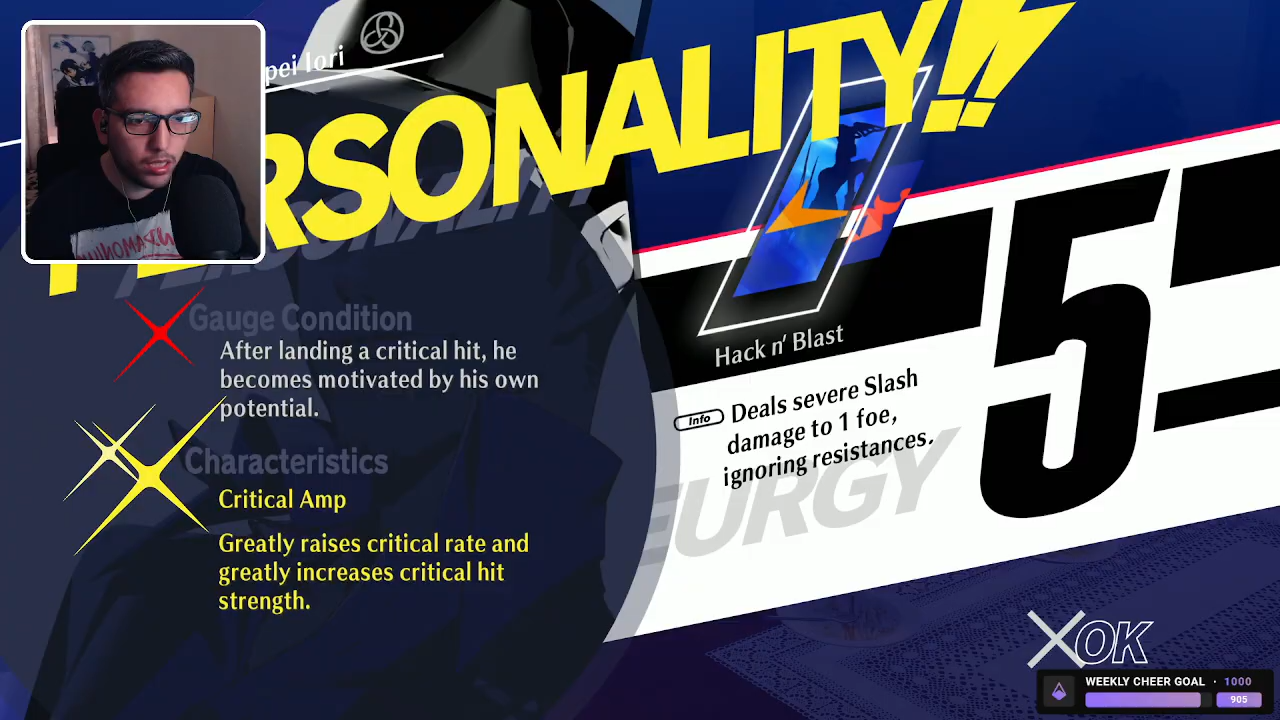 pei Iori
PERSONALITY!!
Gauge Condition
After landing a critical hit, he
becomes motivated by his own
potential.
Characteristics
Critical Amp
Greatly raises critical rate and
greatly increases critical hit
strength.
Hack n' Blast
Info Deals severe Slash
damage to 1 foe,
ignoring resistances.
EURGY
5
OK
WEEKLY CHEER GOAL · 1000
905